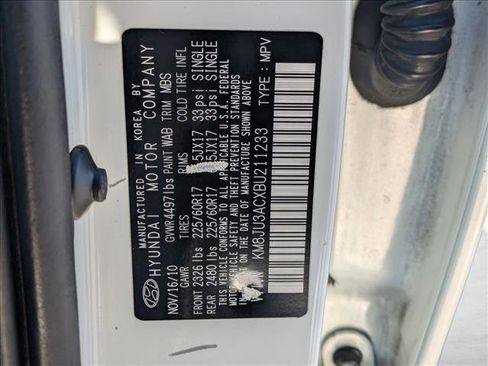 MANUFACTURED IN KOREA BY
HYUNDAI MOTOR COMPANY
NOV/16/10 GVWR 4497 lbs PAINT WAB TRIM MBS
GAWR TIRES RIMS COLD TIRE INFL
FRONT 2326 lbs 225/60R17 5JX17 33psi SINGLE
REAR 2480 lbs 225/60R17 5JX17 33psi SINGLE
THIS VEHICLE CONFORMS TO ALL APPLICABLE U.S.A. FEDERAL
MOTOR VEHICLE SAFETY BUMPER, AND THEFT PREVENTION STANDARDS
IN EFFECT ON THE DATE OF MANUFACTURE SHOWN ABOVE.
KM8JU3ACXBU211233 TYPE : MPV